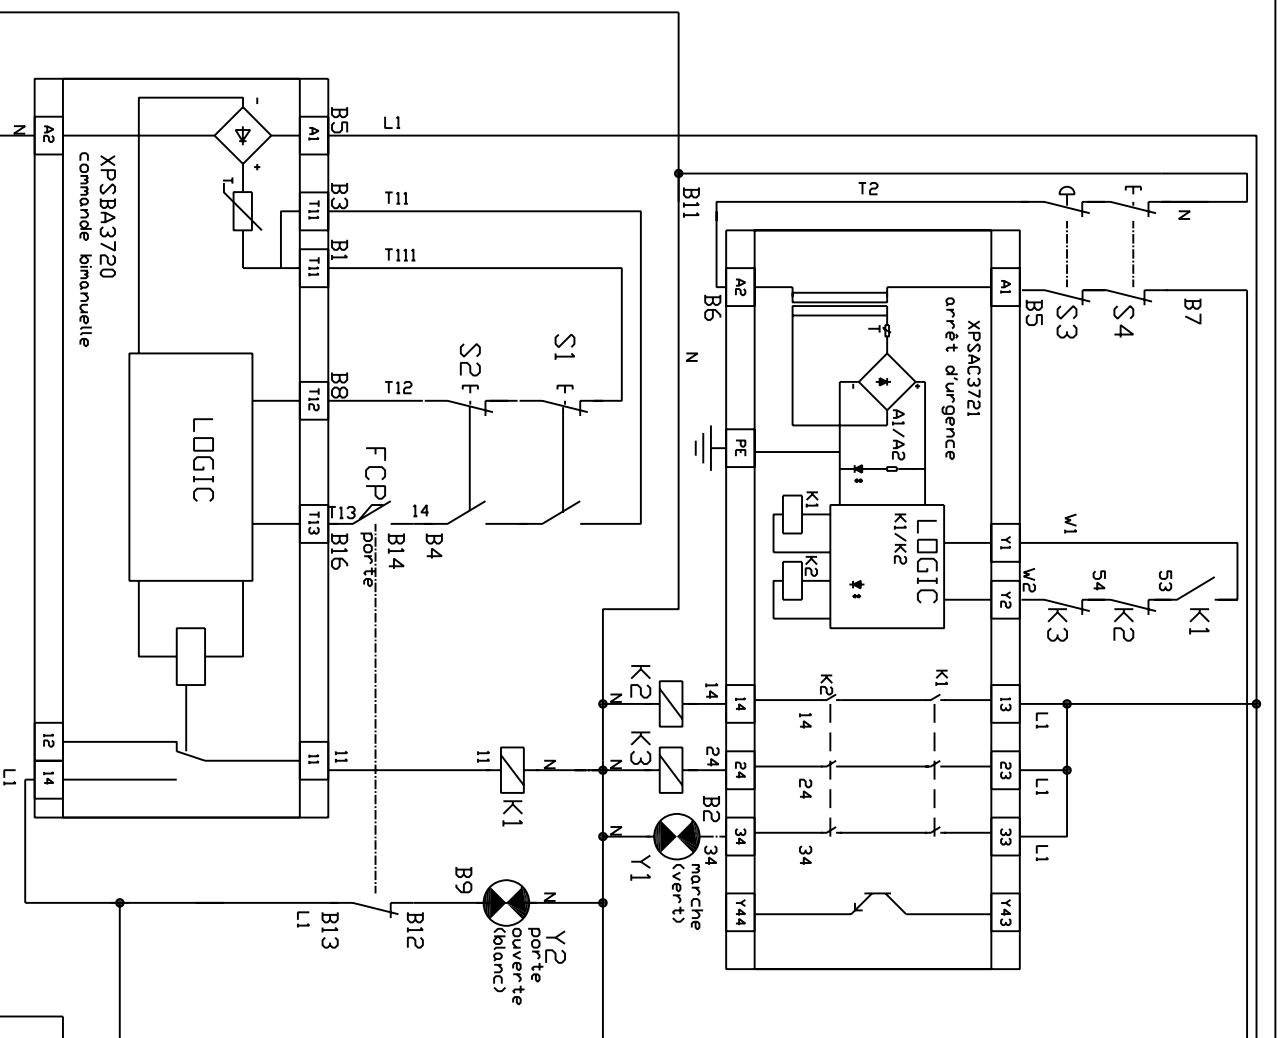 N
A2
XPSBA3720
commande bimanuelle
-
+
T
A1
B5
L1
T11
B3
T11
T11
B1
T111
T12
B8
T12
S2
S1
LOGIC
T13
T13
B16
FCP
porte
14
B14
B4
12
14
L1
11
11
11
K1
N
B13
L1
B12
B9
N
Y2
porte
ouverte
(blanc)
B11
T2
N
S3
S4
B7
A2
B6
A1
B5
XPSAC3721
arrêt d'urgence
T
-
+
A1/A2
N
PE
K1
K2
LOGIC
K1/K2
Y1
Y2
W1
W2
54
53
K3
K2
K1
K2
N
14
14
14
K2
K1
13
L1
K3
N
24
24
24
23
L1
B2
34
34
34
33
L1
N
Y1
marche
(vert)
Y44
Y43